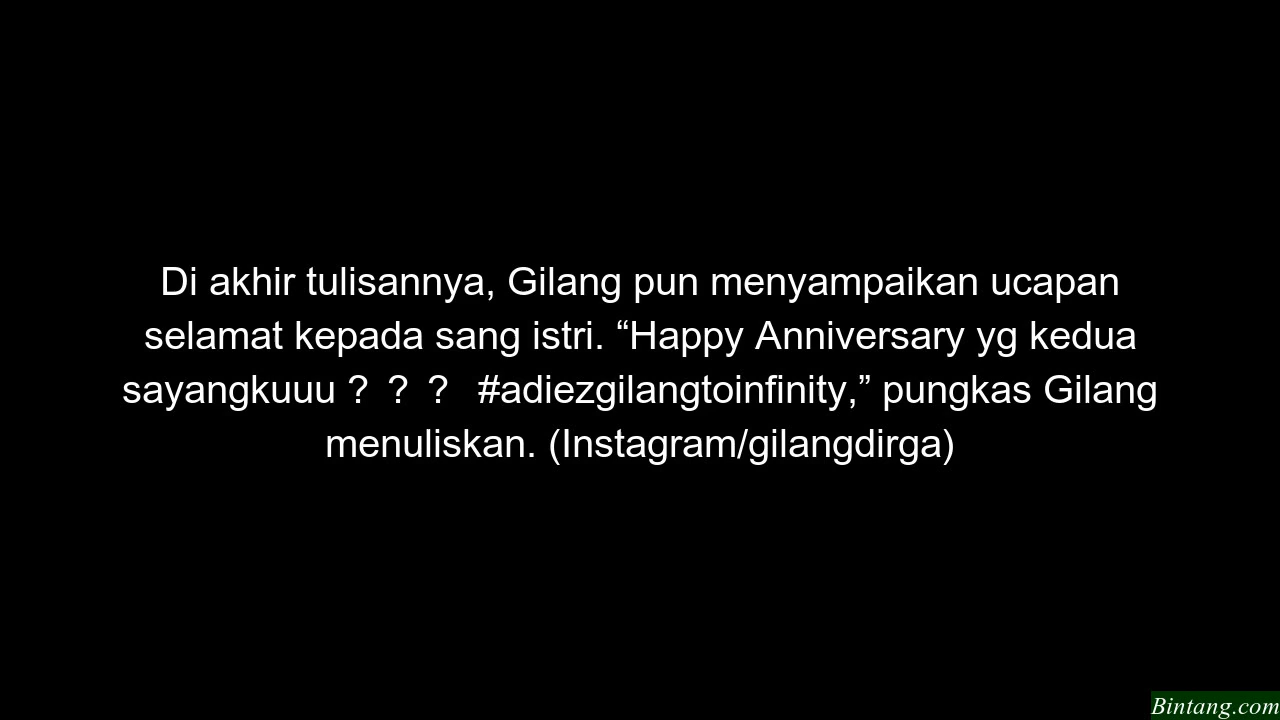 Di akhir tulisannya, Gilang pun menyampaikan ucapan
selamat kepada sang istri. “Happy Anniversary yg kedua
sayangkuuu ? ? ? #adiezgilangtoinfinity,” pungkas Gilang
menuliskan. (Instagram/gilangdirga)
Bintang.com